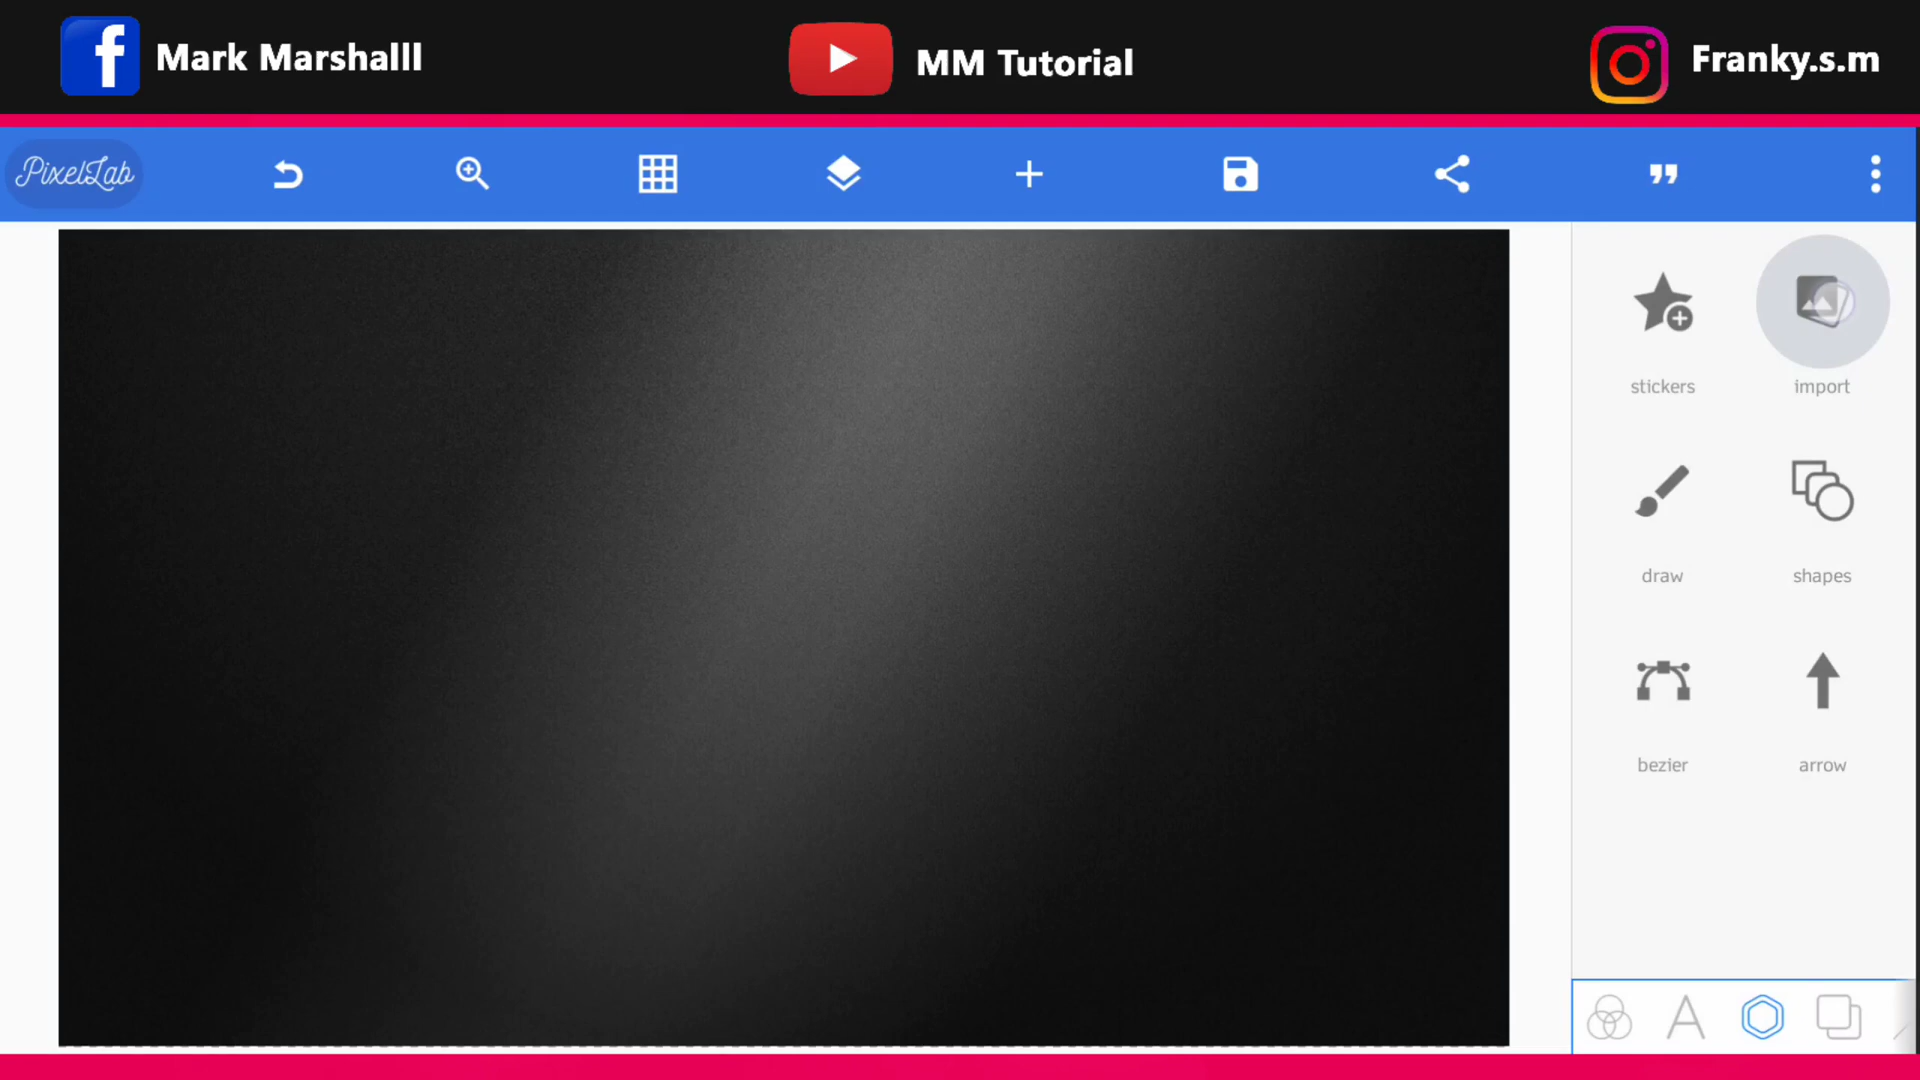 Mark Marshalll
MM Tutorial
Franky.s.m
PixelLab
stickers
import
draw
shapes
bezier
arrow